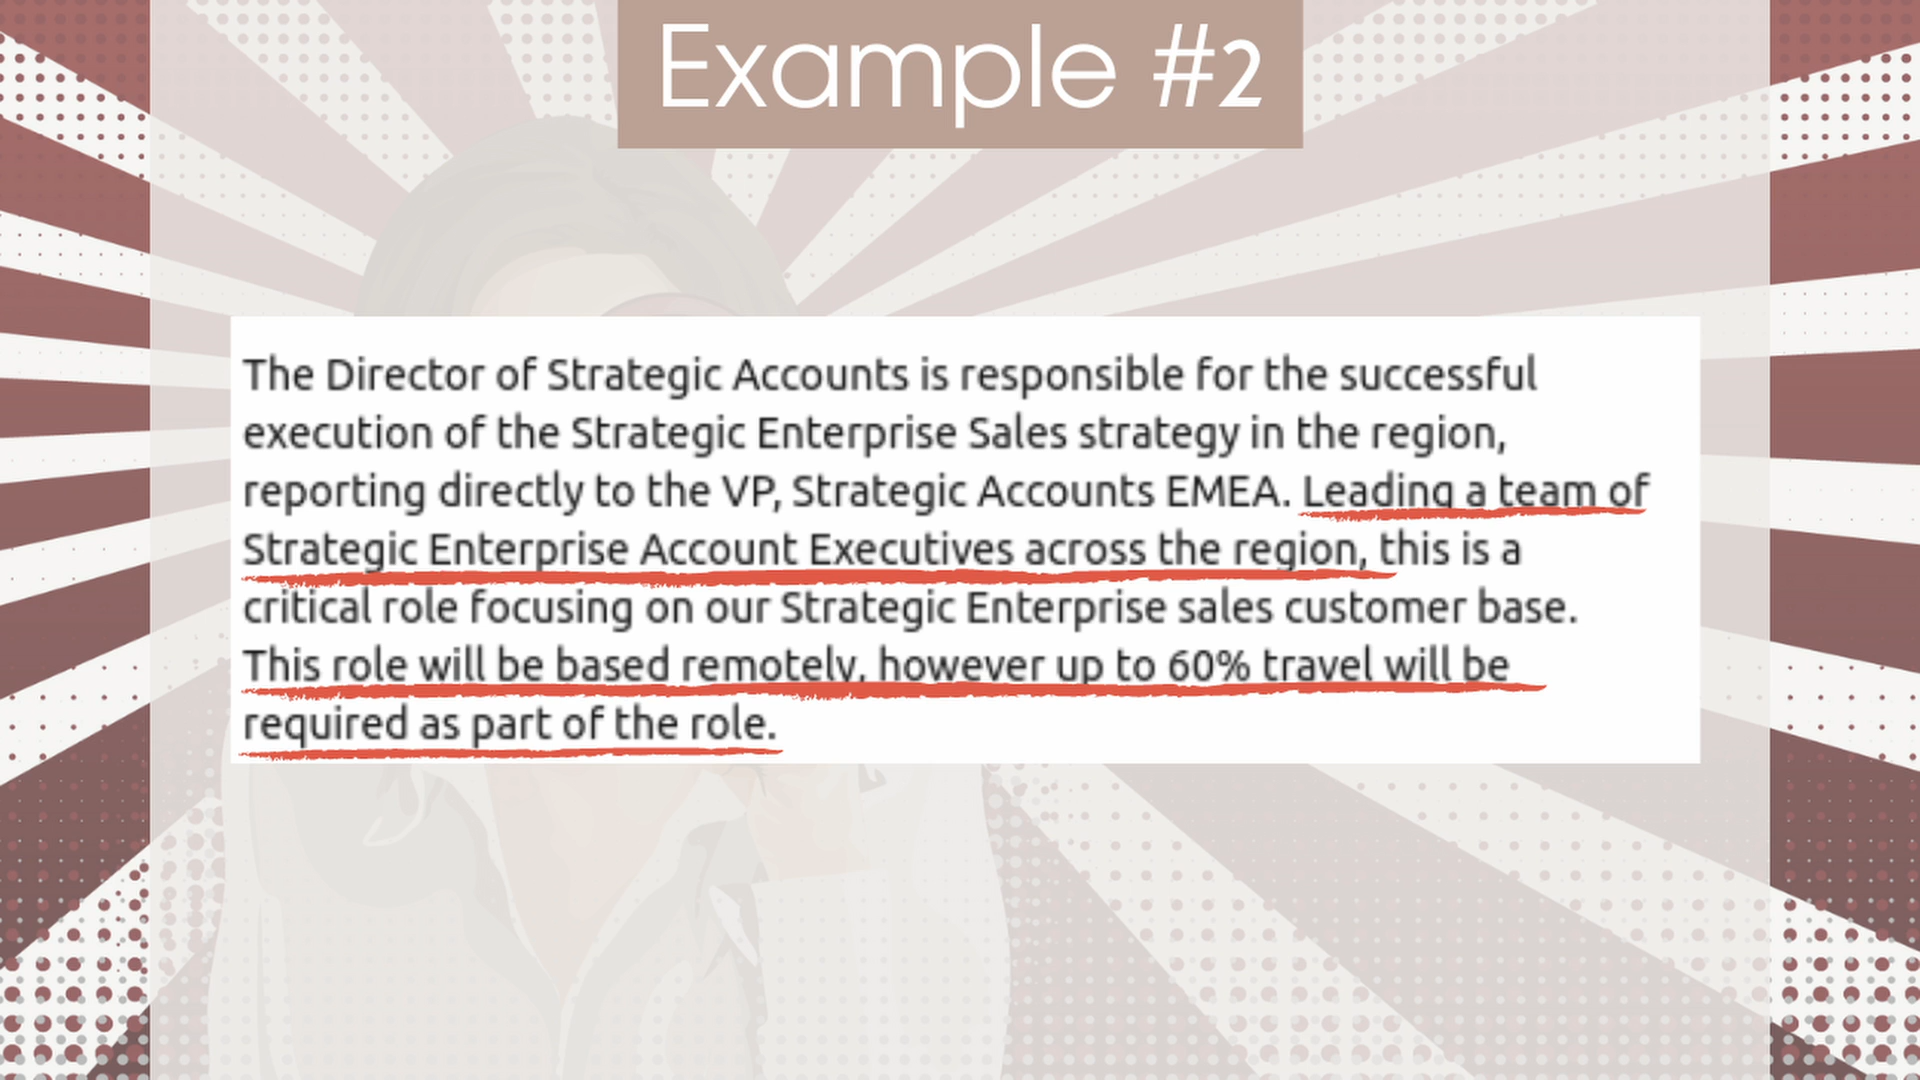 Example #2
The Director of Strategic Accounts is responsible for the successful
execution of the Strategic Enterprise Sales strategy in the region,
reporting directly to the VP, Strategic Accounts EMEA. Leading a team of
Strategic Enterprise Account Executives across the region, this is a
critical role focusing on our Strategic Enterprise sales customer base.
This role will be based remotely, however up to 60% travel will be
required as part of the role.